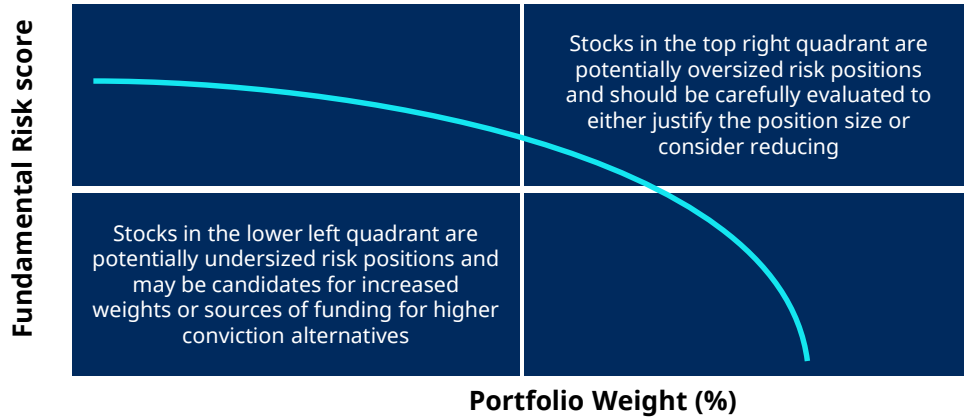 Fundamental Risk score
Stocks in the top right quadrant are
potentially oversized risk positions
and should be carefully evaluated to
either justify the position size or
consider reducing
Stocks in the lower left quadrant are
potentially undersized risk positions and
may be candidates for increased
weights or sources of funding for higher
conviction alternatives
Portfolio Weight (%)